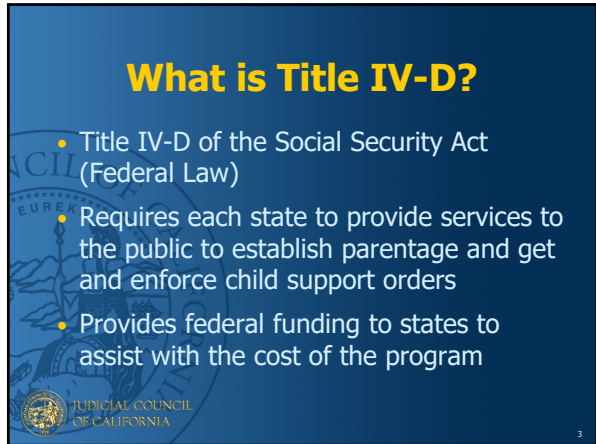 What is Title IV-D?
• Title IV-D of the Social Security Act
(Federal Law)
• Requires each state to provide services to
the public to establish parentage and get
and enforce child support orders
• Provides federal funding to states to
assist with the cost of the program
JUDICIAL COUNCIL
OF CALIFORNIA
3